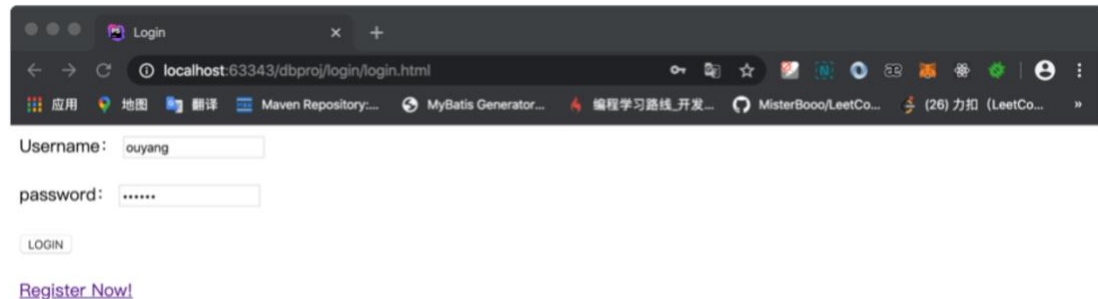 Login
localhost:63343/dbproj/login/login.html
应用 地图 翻译 Maven Repository:... MyBatis Generator... 编程学习路线_开发... MisterBooo/LeetCo... (26) 力扣（LeetCo... »
Username： ouyang
password： ••••••
LOGIN
Register Now!